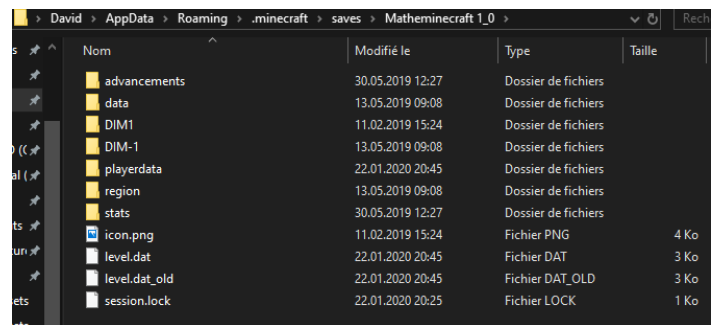 > David > AppData > Roaming > .minecraft > saves > Matheminecraft 1_0 > Rech
Nom Modifié le Type Taille
advancements 30.05.2019 12:27 Dossier de fichiers
data 13.05.2019 09:08 Dossier de fichiers
DIM1 11.02.2019 15:24 Dossier de fichiers
DIM-1 13.05.2019 09:08 Dossier de fichiers
playerdata 22.01.2020 20:45 Dossier de fichiers
region 13.05.2019 09:08 Dossier de fichiers
stats 30.05.2019 12:27 Dossier de fichiers
icon.png 11.02.2019 15:24 Fichier PNG 4 Ko
level.dat 22.01.2020 20:45 Fichier DAT 3 Ko
level.dat_old 22.01.2020 20:45 Fichier DAT_OLD 3 Ko
session.lock 22.01.2020 20:25 Fichier LOCK 1 Ko